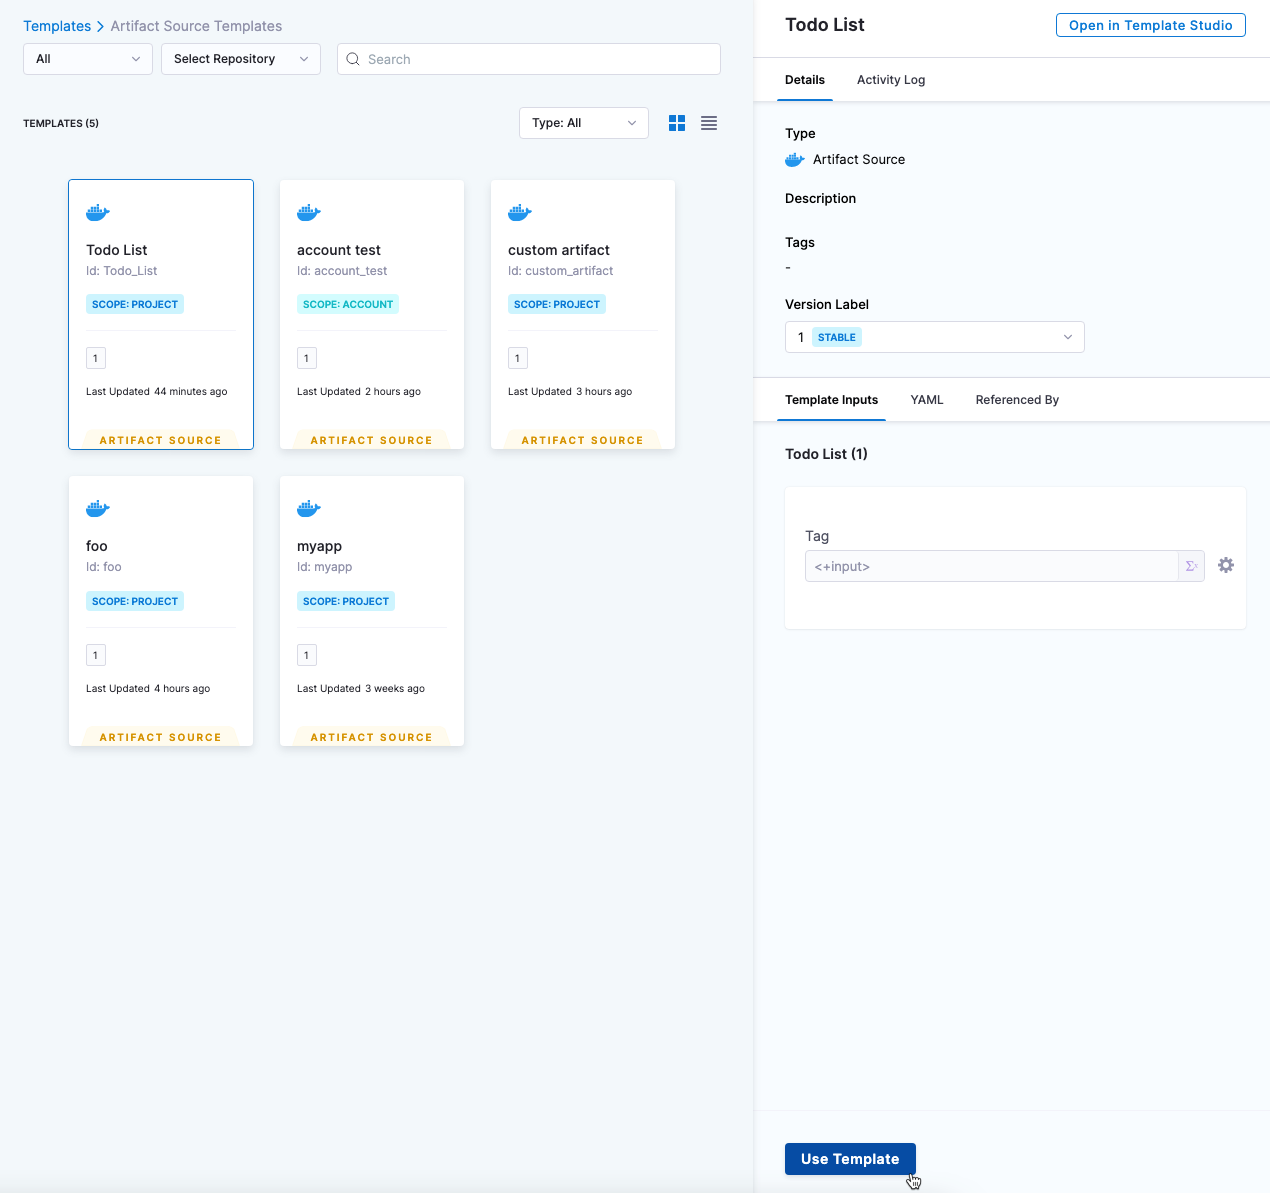 Templates > Artifact Source Templates
All
Select Repository
Search
TEMPLATES (5)
Type: All
Todo List
Id: Todo_List
SCOPE: PROJECT
1
Last Updated 44 minutes ago
ARTIFACT SOURCE
account test
Id: account_test
SCOPE: ACCOUNT
1
Last Updated 2 hours ago
ARTIFACT SOURCE
custom artifact
Id: custom_artifact
SCOPE: PROJECT
1
Last Updated 3 hours ago
ARTIFACT SOURCE
foo
Id: foo
SCOPE: PROJECT
1
Last Updated 4 hours ago
ARTIFACT SOURCE
myapp
Id: myapp
SCOPE: PROJECT
1
Last Updated 3 weeks ago
ARTIFACT SOURCE
Todo List
Open in Template Studio
Details
Activity Log
Type
Artifact Source
Description
Tags
-
Version Label
1 STABLE
Template Inputs
YAML
Referenced By
Todo List (1)
Tag
<+input>
Σx
Use Template